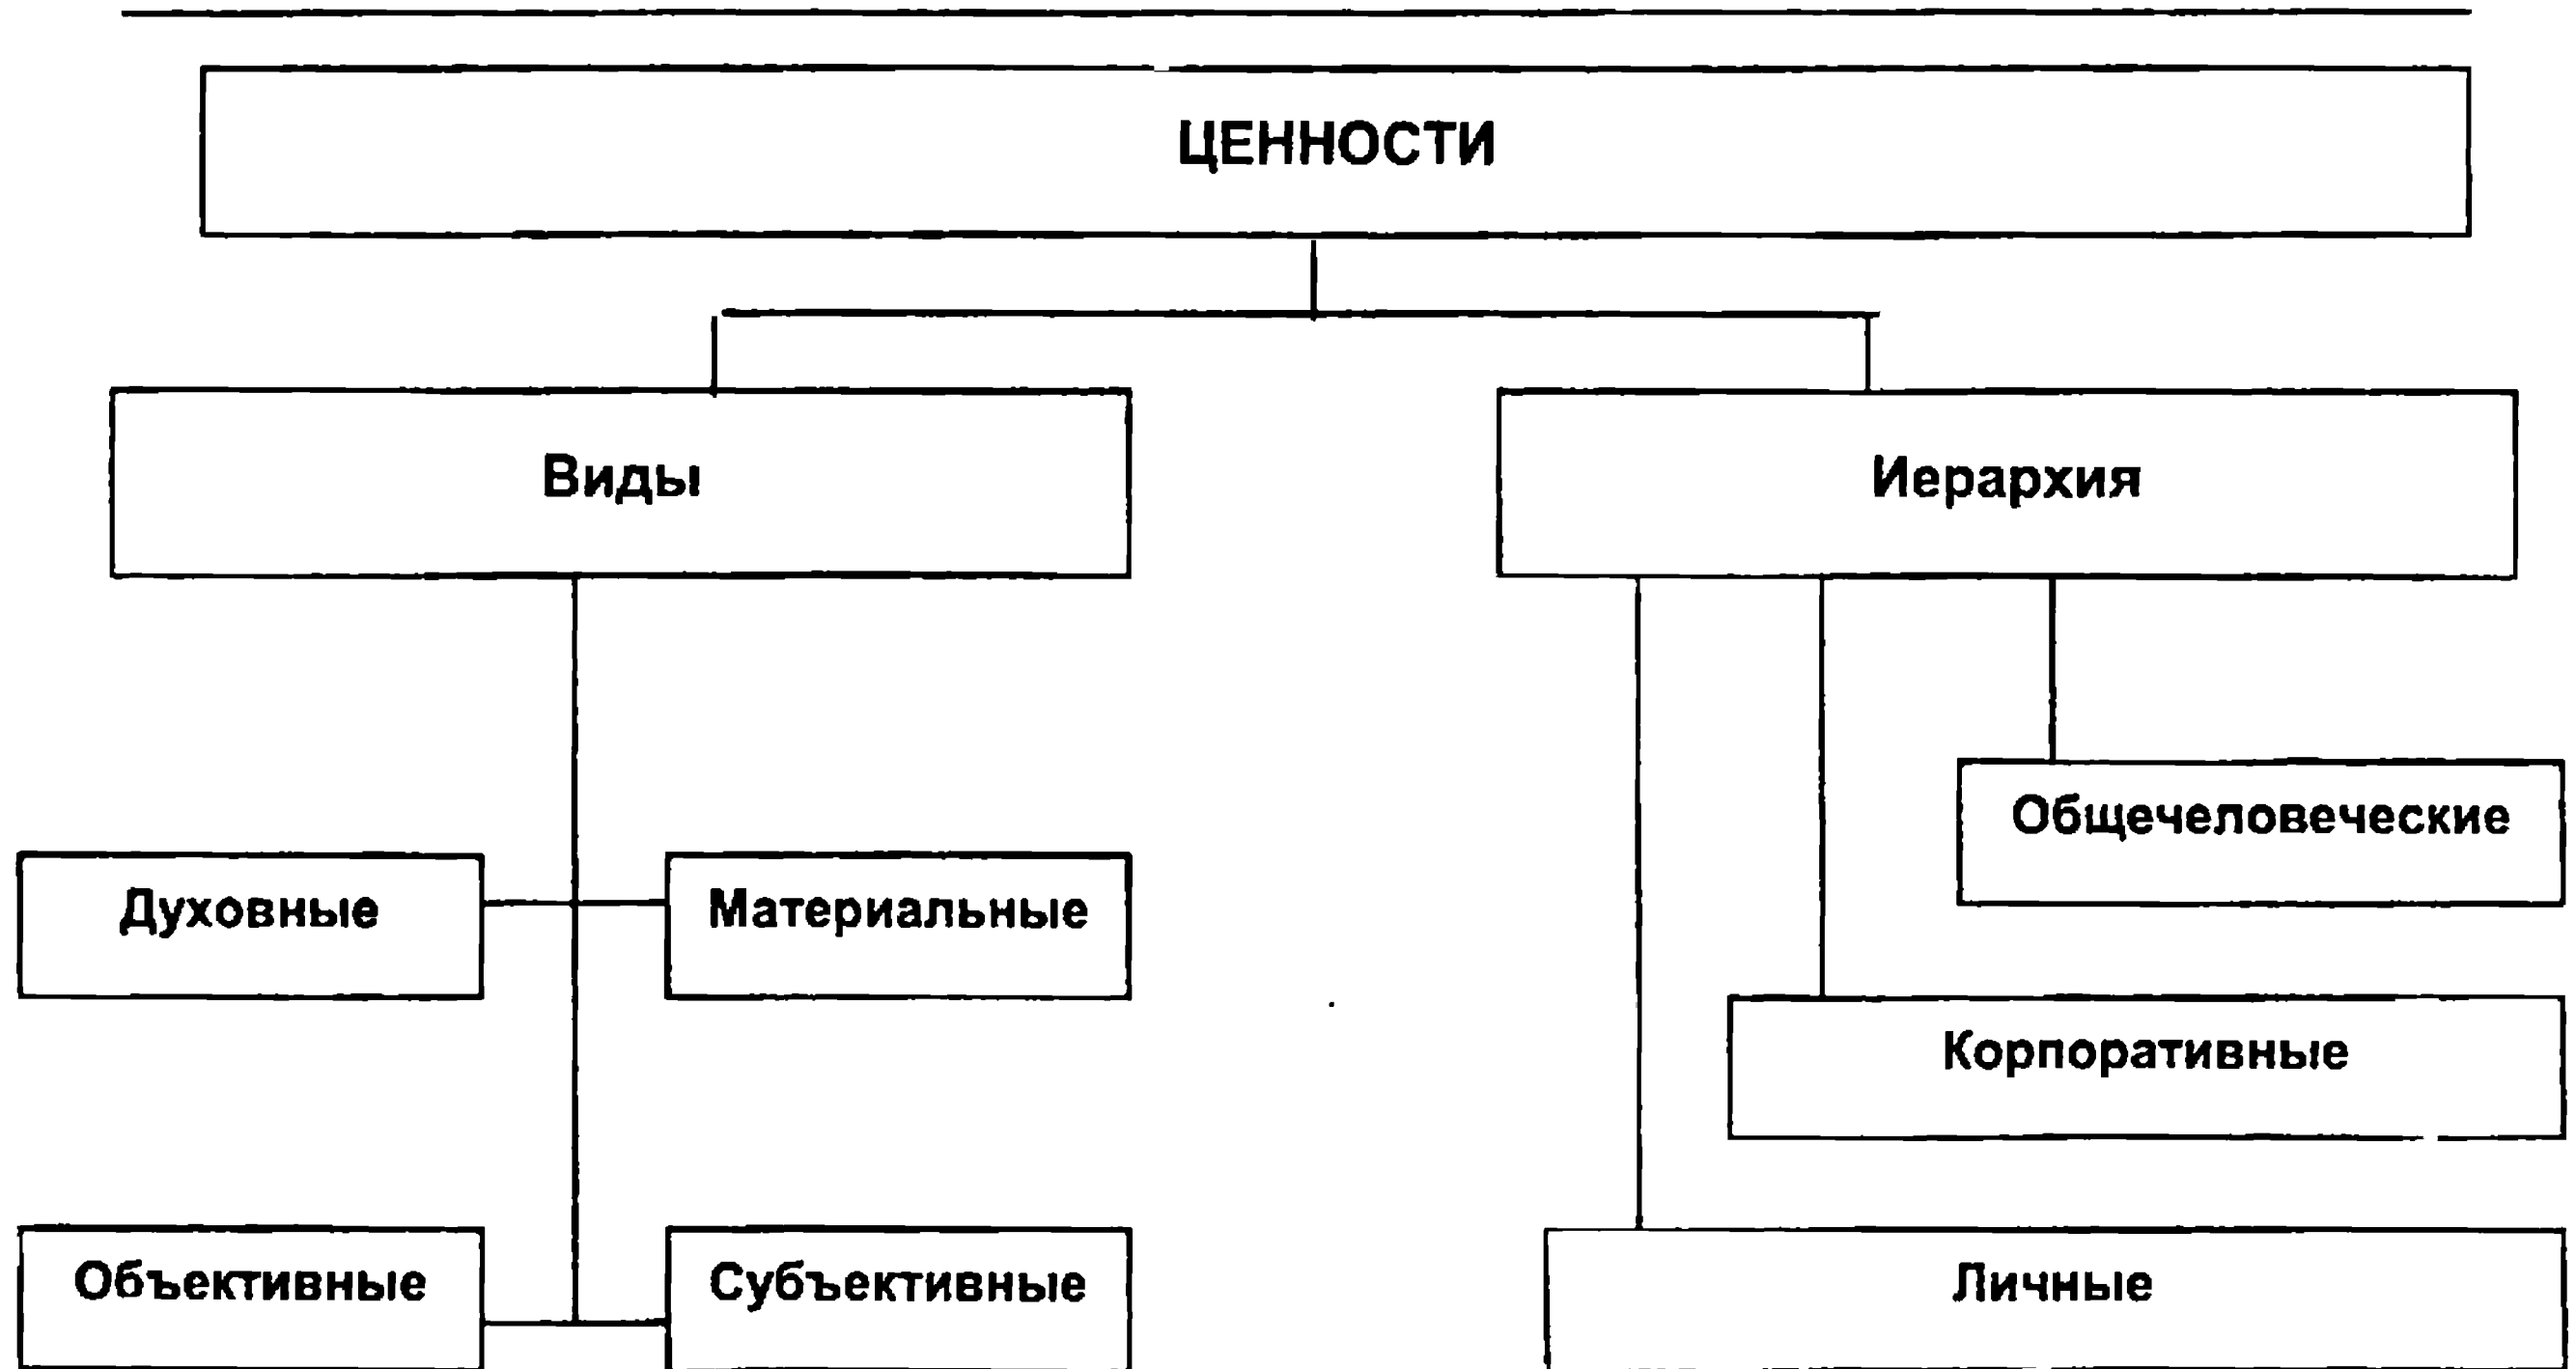 ЦЕННОСТИ
Виды
Иерархия
Общечеловеческие
Духовные
Материальные
Корпоративные
Объективные
Субъективные
Личные